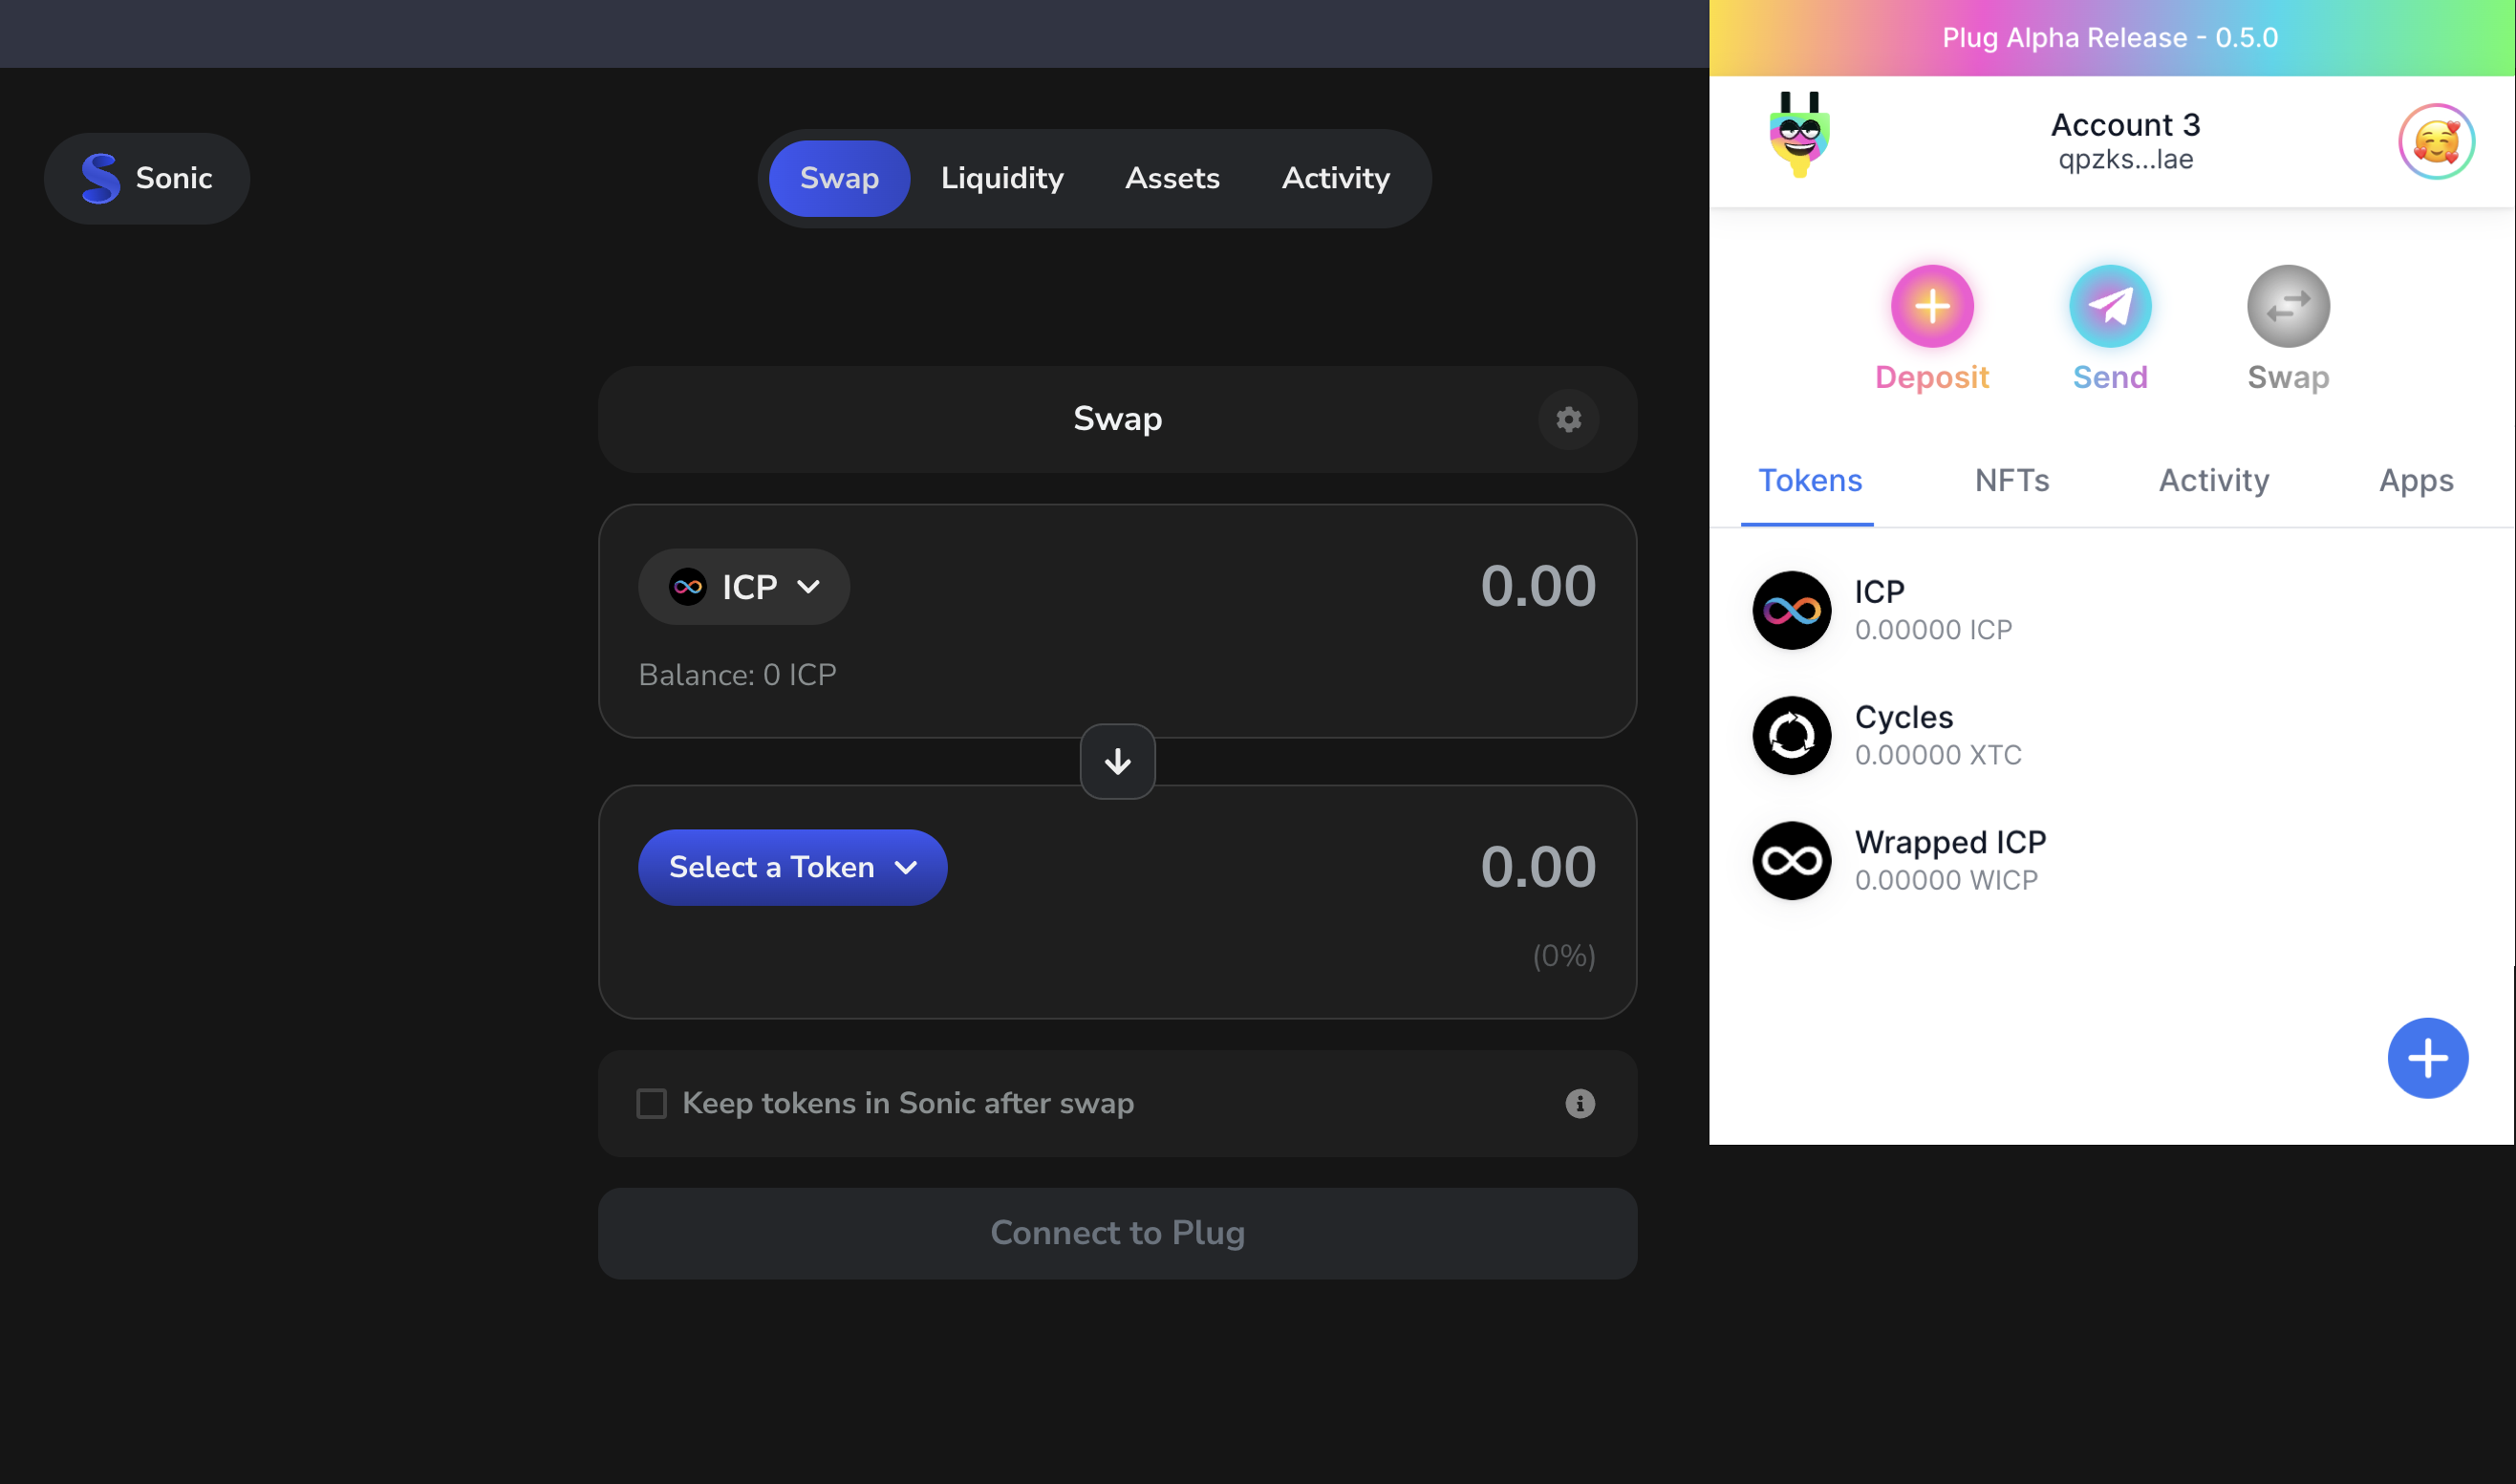 Sonic
Swap
Liquidity
Assets
Activity
Swap
ICP
0.00
Balance: 0 ICP
Select a Token
0.00
(0%)
Keep tokens in Sonic after swap
Connect to Plug
Plug Alpha Release - 0.5.0
Account 3
qpzks...lae
Deposit
Send
Swap
Tokens
NFTs
Activity
Apps
ICP
0.00000 ICP
Cycles
0.00000 XTC
Wrapped ICP
0.00000 WICP